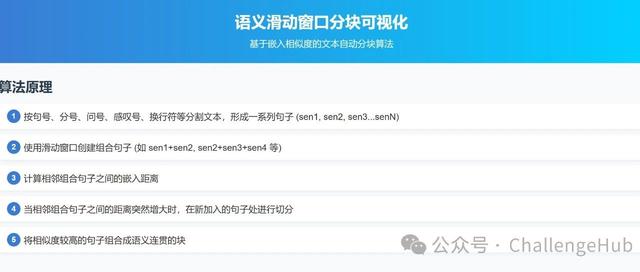 语义滑动窗口分块可视化
基于嵌入相似度的文本自动分块算法
算法原理
1 按句号、分号、问号、感叹号、换行符等分割文本，形成一系列句子 (sen1, sen2, sen3...senN)
2 使用滑动窗口创建组合句子 (如 sen1+sen2, sen2+sen3+sen4 等)
3 计算相邻组合句子之间的嵌入距离
4 当相邻组合句子之间的距离突然增大时，在新加入的句子处进行切分
5 将相似度较高的句子组合成语义连贯的块
公众号 · ChallengeHub